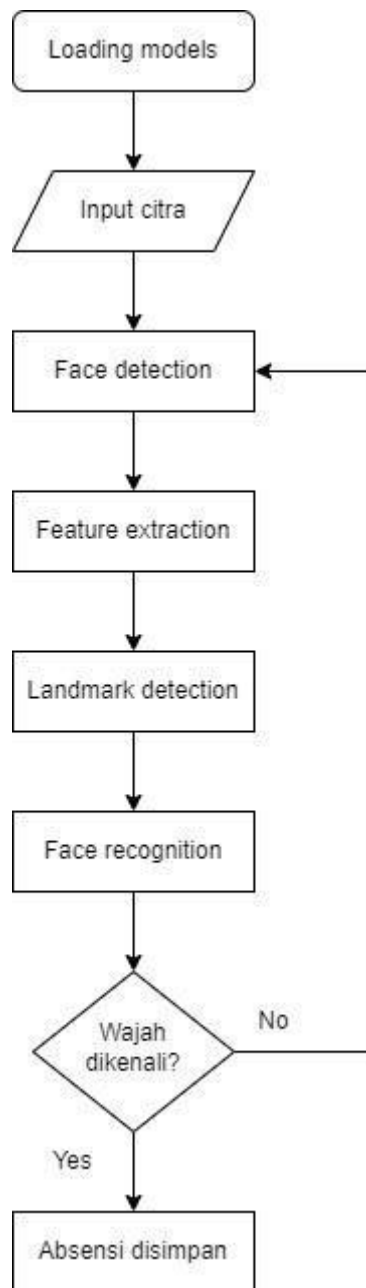 Loading models
Input citra
Face detection
Feature extraction
Landmark detection
Face recognition
Wajah
dikenali?
No
Yes
Absensi disimpan